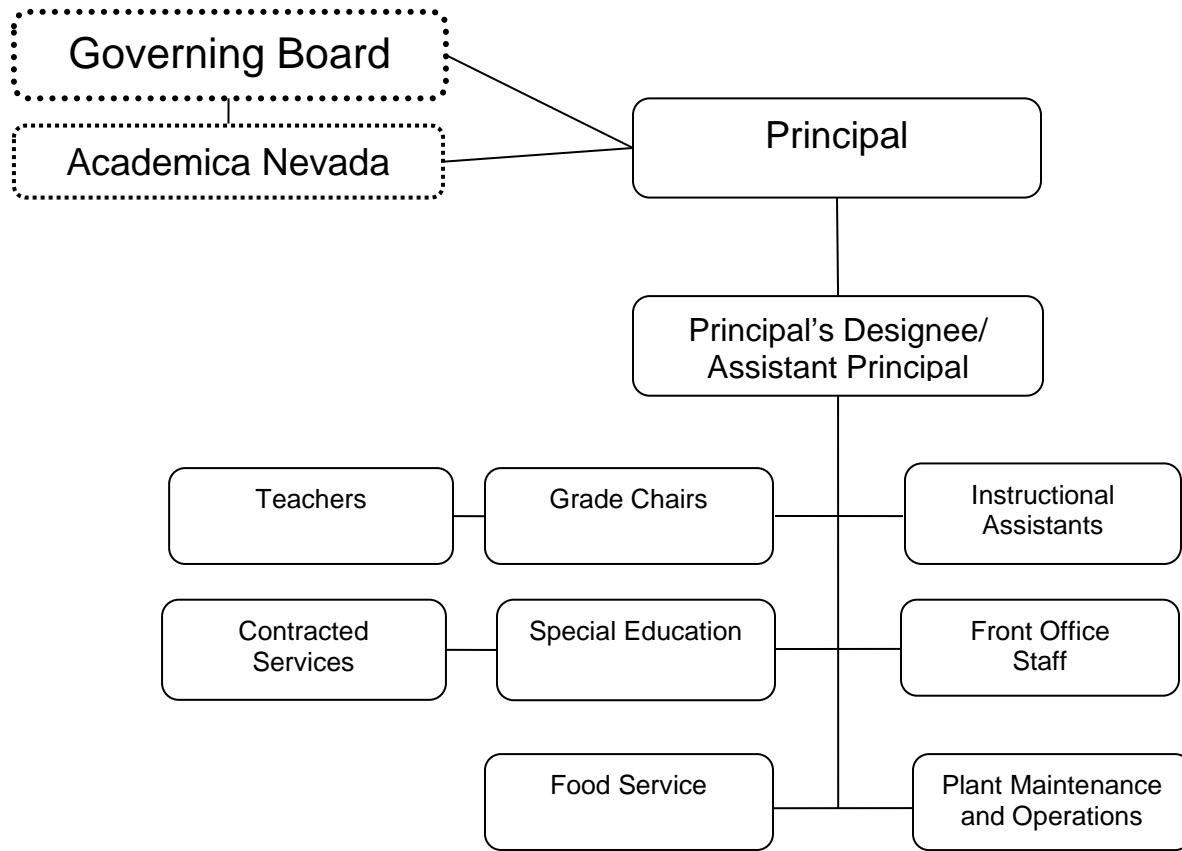 Governing Board
Academica Nevada
Principal
Principal’s Designee/
Assistant Principal
Teachers
Grade Chairs
Instructional
Assistants
Contracted
Services
Special Education
Front Office
Staff
Food Service
Plant Maintenance
and Operations